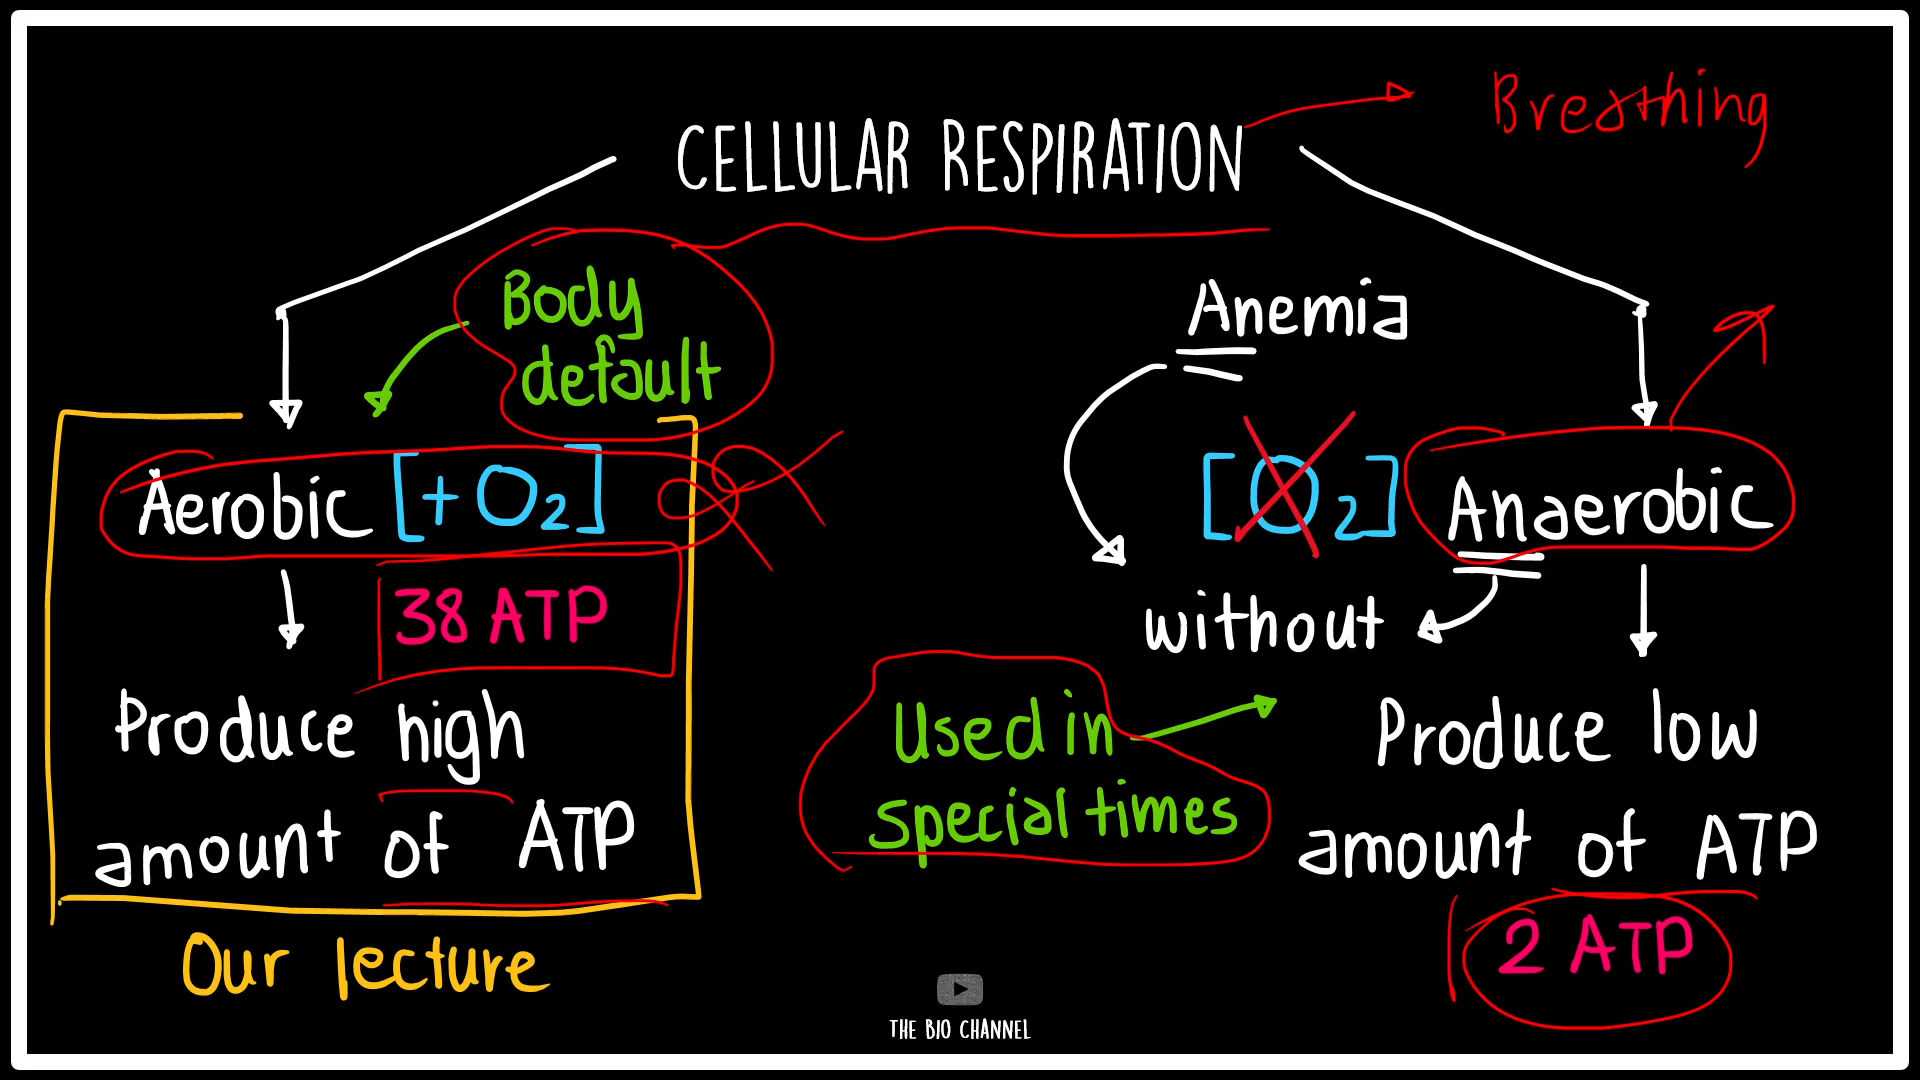 Breathing
CELLULAR RESPIRATION
Body
default
Aerobic [+ O2]
38 ATP
Produce high
amount of ATP
Our lecture
Anemia
[O2] Anaerobic
without
Used in
special times
Produce low
amount of ATP
2 ATP
THE BIO CHANNEL